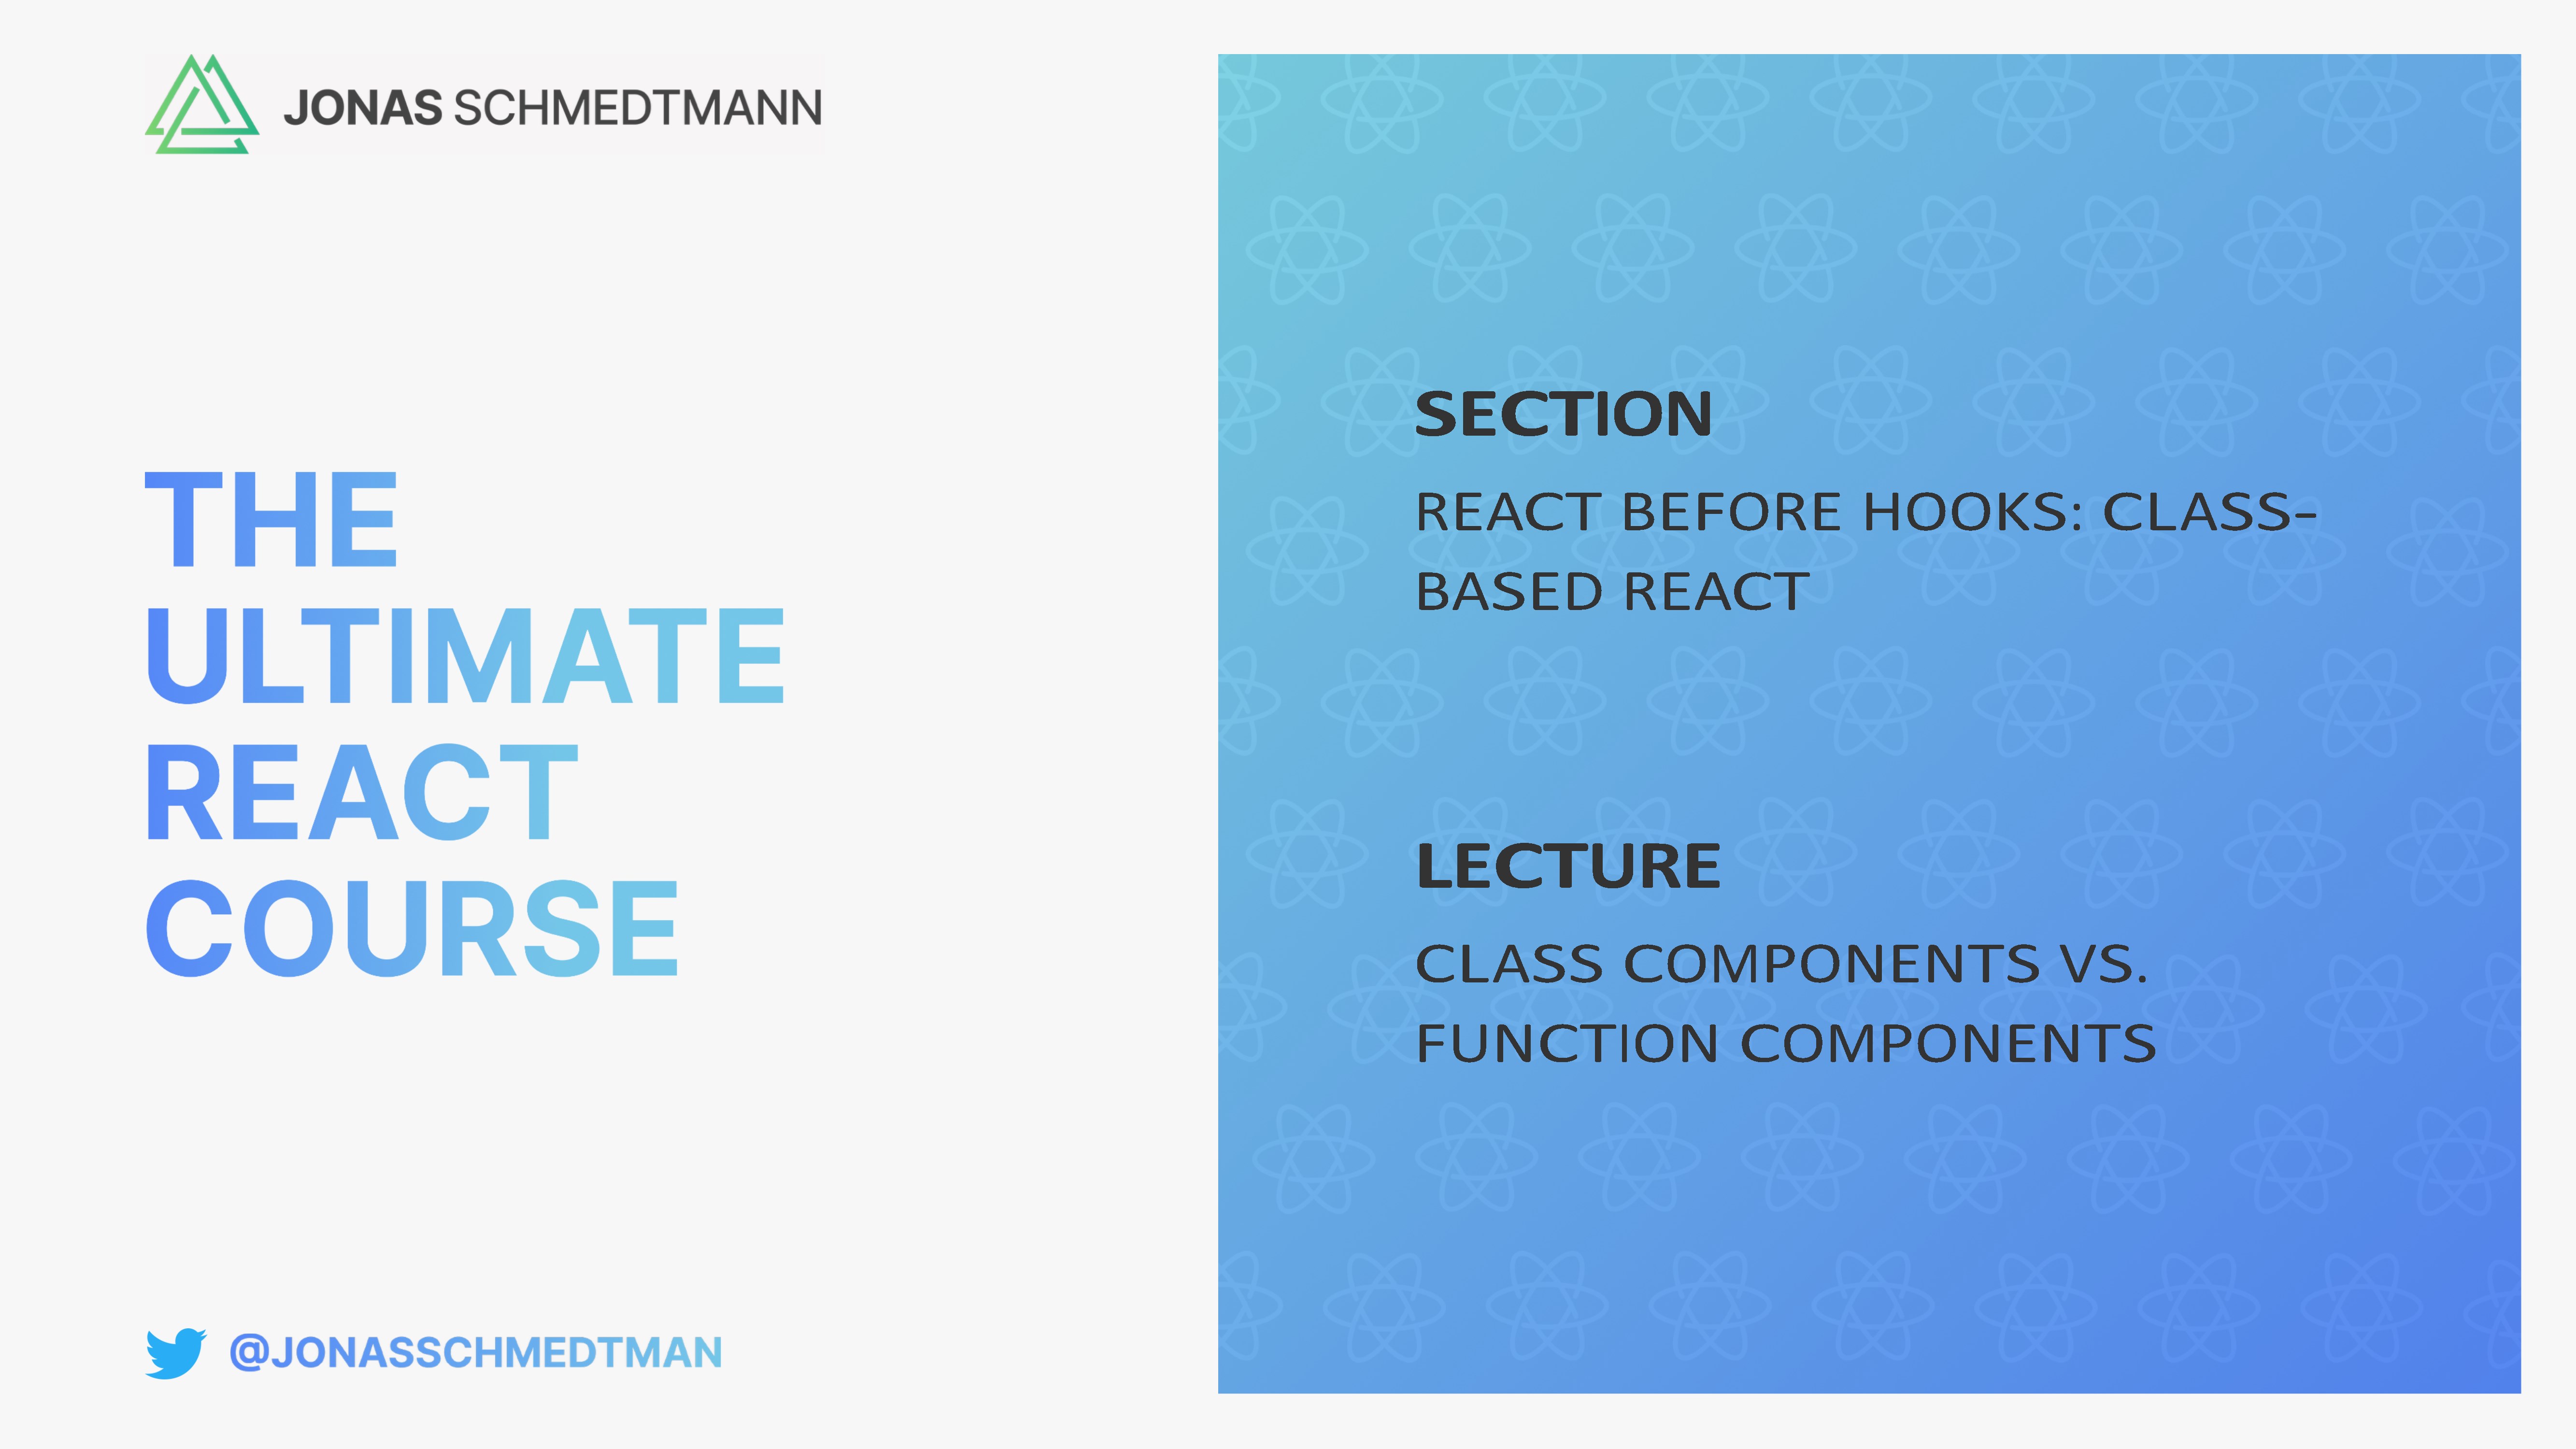 JONAS SCHMEDTMANN
THE
ULTIMATE
REACT
COURSE
@JONASSCHMEDTMAN
SECTION
REACT BEFORE HOOKS: CLASS-
BASED REACT
LECTURE
CLASS COMPONENTS VS.
FUNCTION COMPONENTS